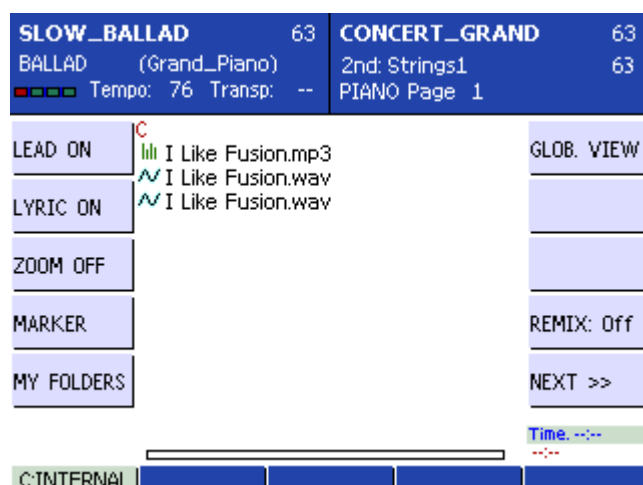 SLOW_BALLAD 63
BALLAD (Grand_Piano)
Tempo: 76 Transp: --
CONCERT_GRAND 63
2nd: Strings1 63
PIANO Page 1
LEAD ON
LYRIC ON
ZOOM OFF
MARKER
MY FOLDERS
C
I Like Fusion.mp3
I Like Fusion.wav
I Like Fusion.wav
GLOB. VIEW
REMIX: Off
NEXT >>
Time. --:--
--:--
C:INTERNAL